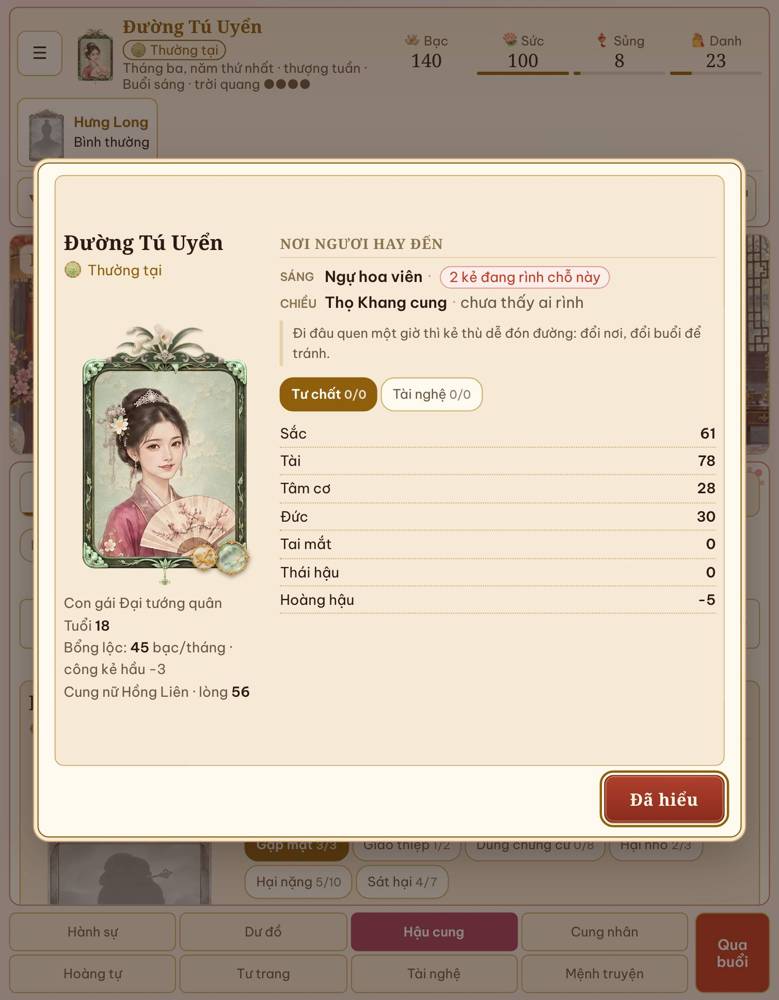 ☰
Đường Tú Uyển
Thường tại
Tháng ba, năm thứ nhất · thượng tuần ·
Buổi sáng · trời quang ●●●●
Bạc
140
Sức
100
Sủng
8
Danh
23
Hưng Long
Bình thường
Đường Tú Uyển
Thường tại
Con gái Đại tướng quân
Tuổi 18
Bổng lộc: 45 bạc/tháng ·
công kẻ hầu -3
Cung nữ Hồng Liên · lòng 56
NƠI NGƯƠI HAY ĐẾN
SÁNG Ngự hoa viên · 2 kẻ đang rình chỗ này
CHIỀU Thọ Khang cung · chưa thấy ai rình
Đi đâu quen một giờ thì kẻ thù dễ đón đường: đổi nơi, đổi buổi để
tránh.
Tư chất 0/0 Tài nghệ 0/0
Sắc 61
Tài 78
Tâm cơ 28
Đức 30
Tai mắt 0
Thái hậu 0
Hoàng hậu -5
Đã hiểu
Gặp mặt 3/3 Giao thiệp 1/2 Dùng chứng cứ 0/8 Hại nhỏ 2/3
Hại nặng 5/10 Sát hại 4/7
Hành sự Dư đồ Hậu cung Cung nhân
Hoàng tự Tư trang Tài nghệ Mệnh truyện
Qua
buổi